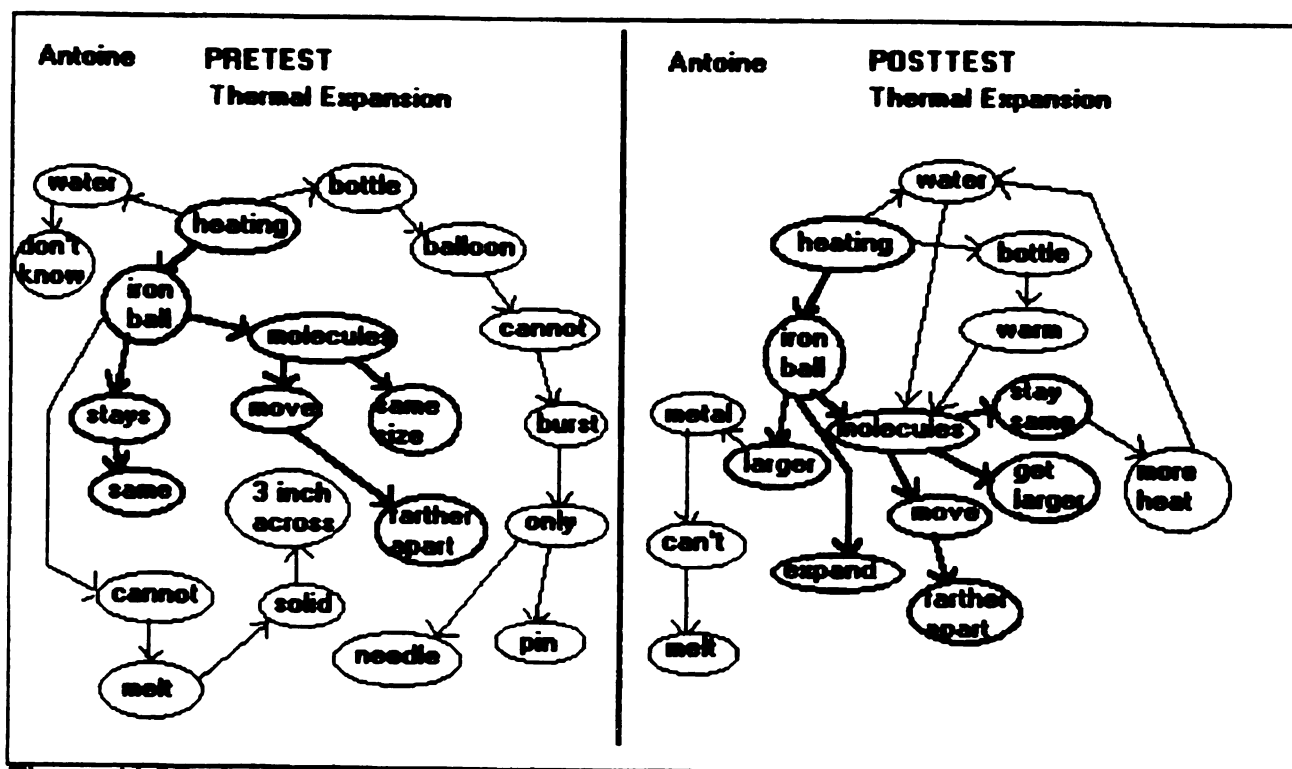 Antoine PRETEST
Thermal Expansion
water
bottle
heating
don't
know
balloon
iron
ball
cannot
molecules
stays
move
same
size
burst
same
3 inch
across
farther
apart
only
cannot
solid
needle
pin
melt
Antoine POSTTEST
Thermal Expansion
water
heating
bottle
iron
ball
warm
metal
stay
same
molecules
larger
get
larger
more
heat
move
can't
expand
farther
apart
melt